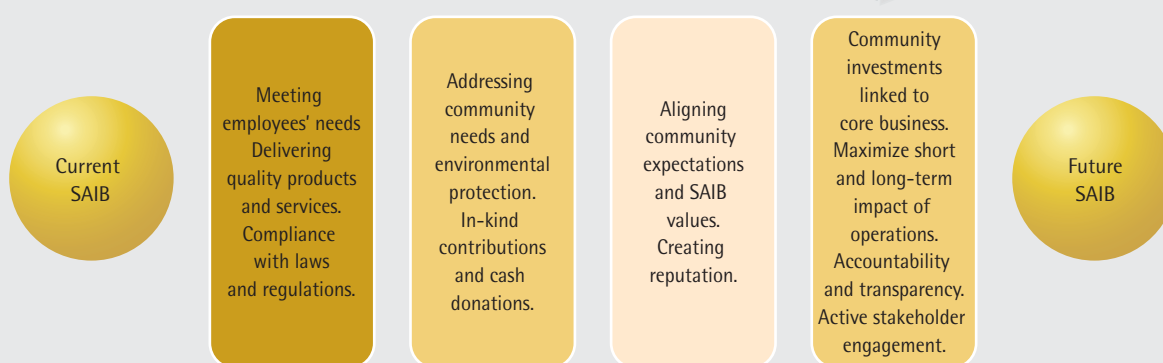 Current
SAIB
Meeting
employees' needs
Delivering
quality products
and services.
Compliance
with laws
and regulations.
Addressing
community
needs and
environmental
protection.
In-kind
contributions
and cash
donations.
Aligning
community
expectations
and SAIB
values.
Creating
reputation.
Community
investments
linked to
core business.
Maximize short
and long-term
impact of
operations.
Accountability
and transparency.
Active stakeholder
engagement.
Future
SAIB